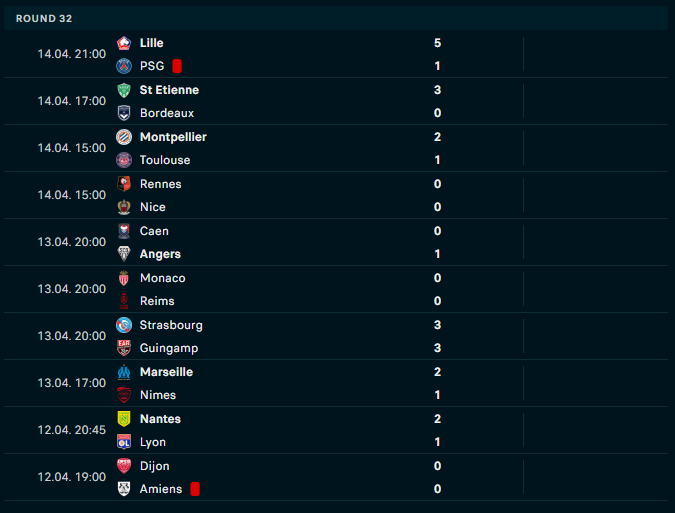 ROUND 32
14.04. 21:00 Lille 5
PSG 1
14.04. 17:00 St Etienne 3
Bordeaux 0
14.04. 15:00 Montpellier 2
Toulouse 1
14.04. 15:00 Rennes 0
Nice 0
13.04. 20:00 Caen 0
Angers 1
13.04. 20:00 Monaco 0
Reims 0
13.04. 20:00 Strasbourg 3
Guingamp 3
13.04. 17:00 Marseille 2
Nimes 1
12.04. 20:45 Nantes 2
Lyon 1
12.04. 19:00 Dijon 0
Amiens 0